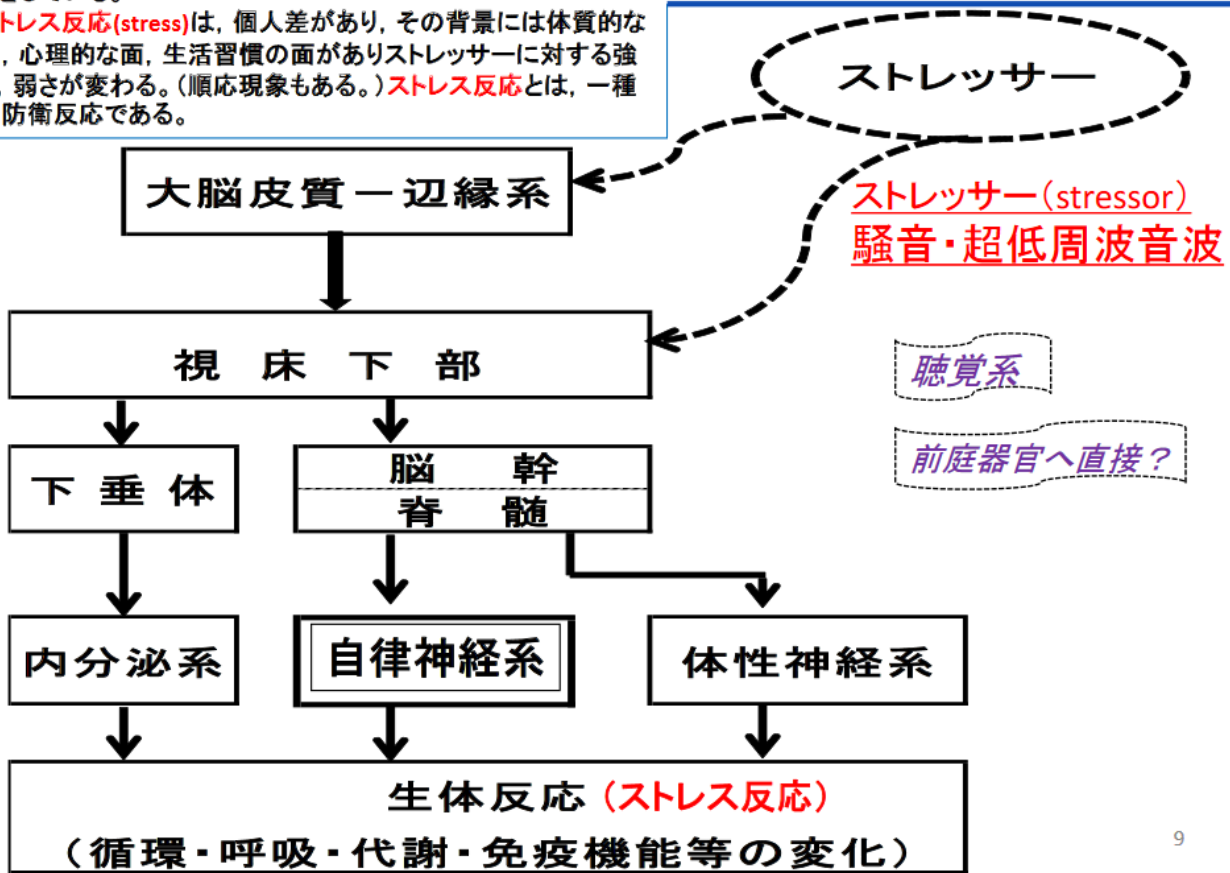 トレス反応(stress)は, 個人差があり, その背景には体質的な
, 心理的な面, 生活習慣の面がありストレッサーに対する強
, 弱さが変わる。(順応現象もある。)ストレス反応とは, 一種
防衛反応である。
ストレッサー
大脳皮質ー辺縁系
ストレッサー(stressor)
騒音・超低周波音波
視床下部
聴覚系
前庭器官へ直接？
下垂体
脳幹
脊髄
内分泌系
自律神経系
体性神経系
生体反応(ストレス反応)
(循環・呼吸・代謝・免疫機能等の変化)
9